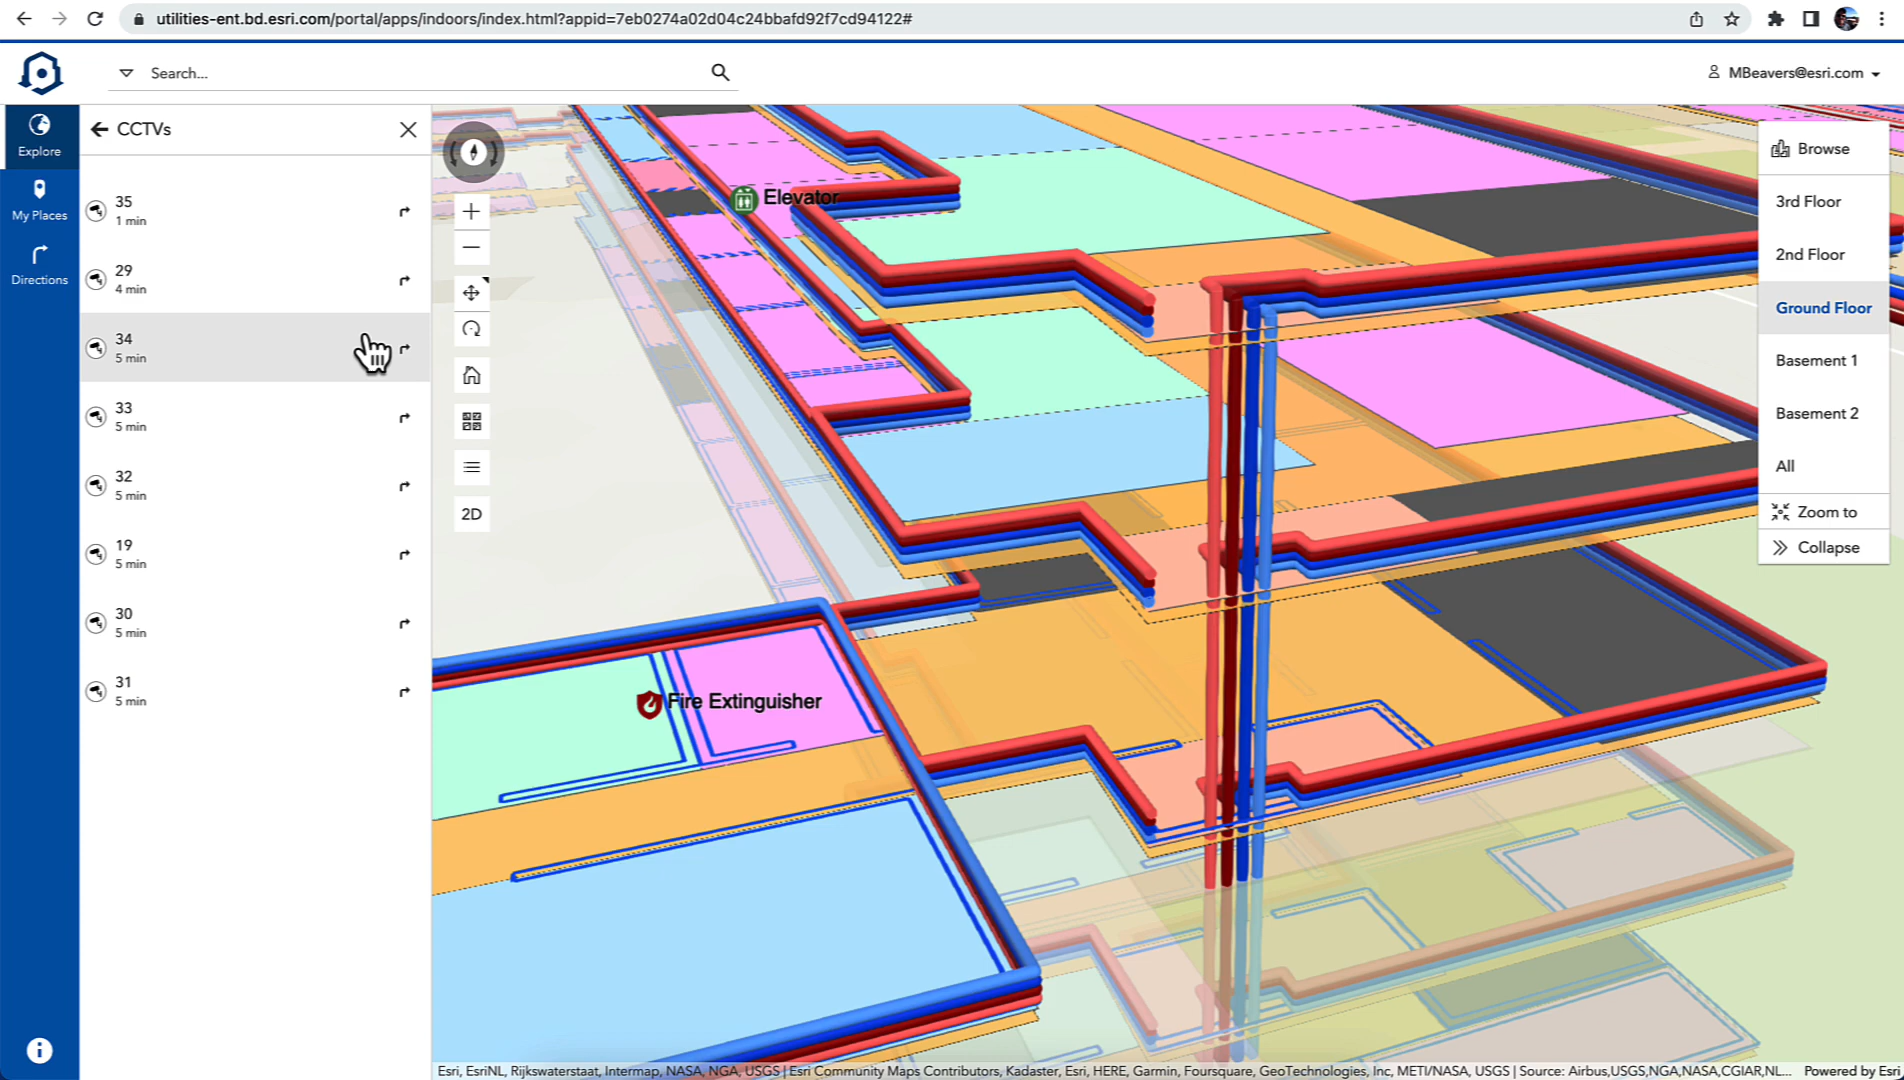 utilities-ent.bd.esri.com/portal/apps/indoors/index.html?appid=7eb0274a02d04c24bbafd92f7cd94122#
Search...
MBeavers@esri.com
Explore
My Places
Directions
CCTVs
35
1 min
29
4 min
34
5 min
33
5 min
32
5 min
19
5 min
30
5 min
31
5 min
2D
Elevator
Fire Extinguisher
Browse
3rd Floor
2nd Floor
Ground Floor
Basement 1
Basement 2
All
Zoom to
Collapse
Esri, EsriNL, Rijkswaterstaat, Intermap, NASA, NGA, USGS | Esri Community Maps Contributors, Kadaster, Esri, HERE, Garmin, Foursquare, GeoTechnologies, Inc, METI/NASA, USGS | Source: Airbus,USGS,NGA,NASA,CGIAR,NL... Powered by Esri